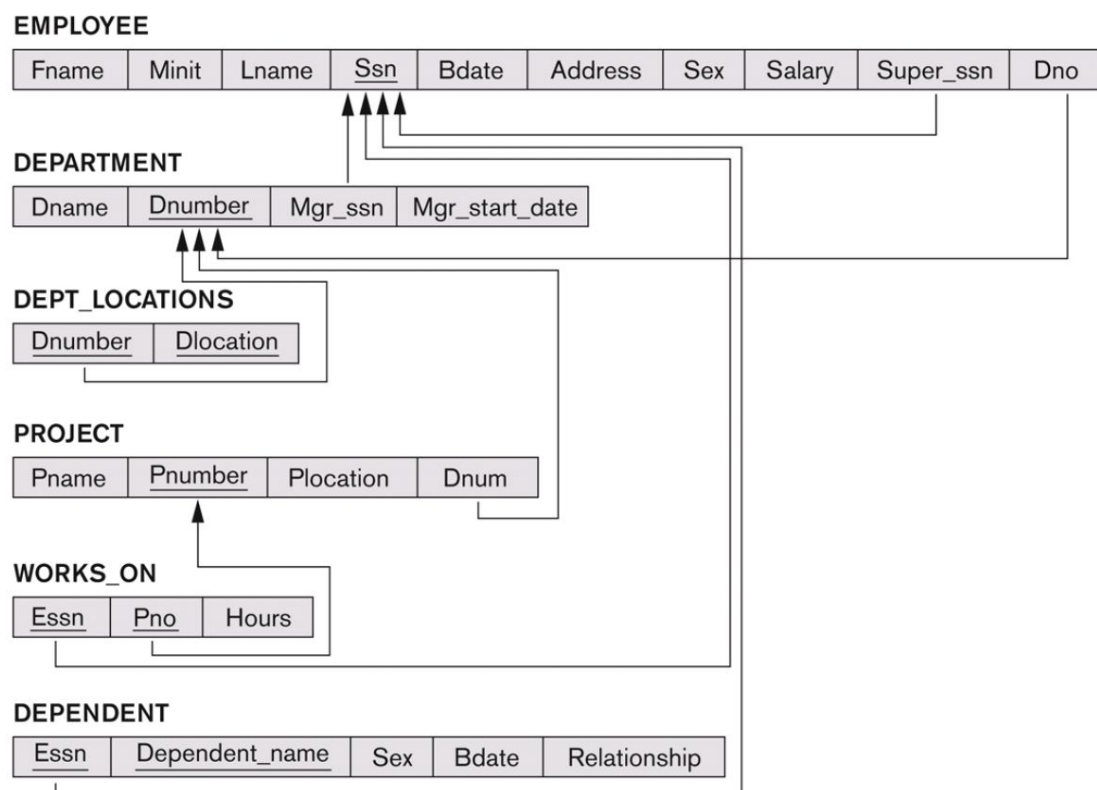 EMPLOYEE
Fname Minit Lname Ssn Bdate Address Sex Salary Super_ssn Dno
DEPARTMENT
Dname Dnumber Mgr_ssn Mgr_start_date
DEPT_LOCATIONS
Dnumber Dlocation
PROJECT
Pname Pnumber Plocation Dnum
WORKS_ON
Essn Pno Hours
DEPENDENT
Essn Dependent_name Sex Bdate Relationship